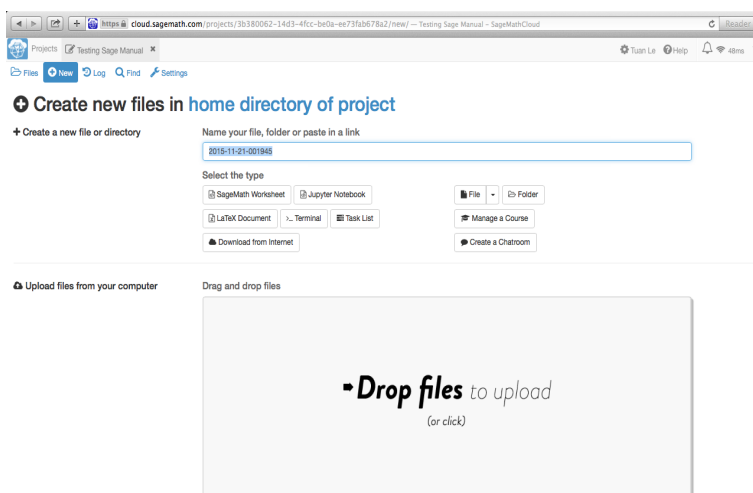 https cloud.sagemath.com/projects/3b380062-14d3-4fcc-be0a-ee73fab678a2/new/ — Testing Sage Manual – SageMathCloud Reader
Projects Testing Sage Manual Tuan Le Help 48ms
Files New Log Find Settings
Create new files in home directory of project
Create a new file or directory Name your file, folder or paste in a link
2015-11-21-001945
Select the type
SageMath Worksheet Jupyter Notebook File Folder
LaTeX Document Terminal Task List Manage a Course
Download from Internet Create a Chatroom
Upload files from your computer Drag and drop files
Drop files to upload
(or click)